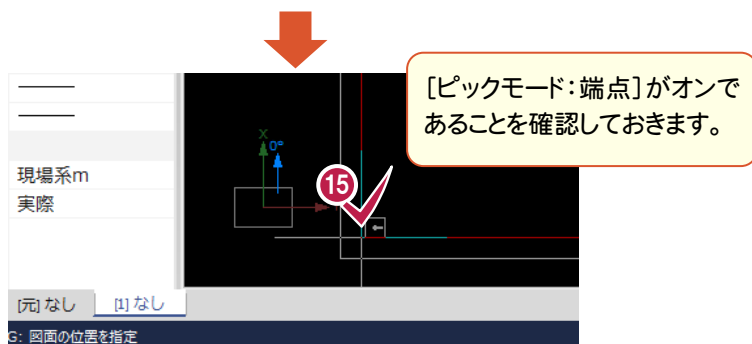 [ピックモード：端点]がオンで
あることを確認しておきます。
X
0°
15
現場系m
実際
[元] なし
[1] なし
G: 図面の位置を指定